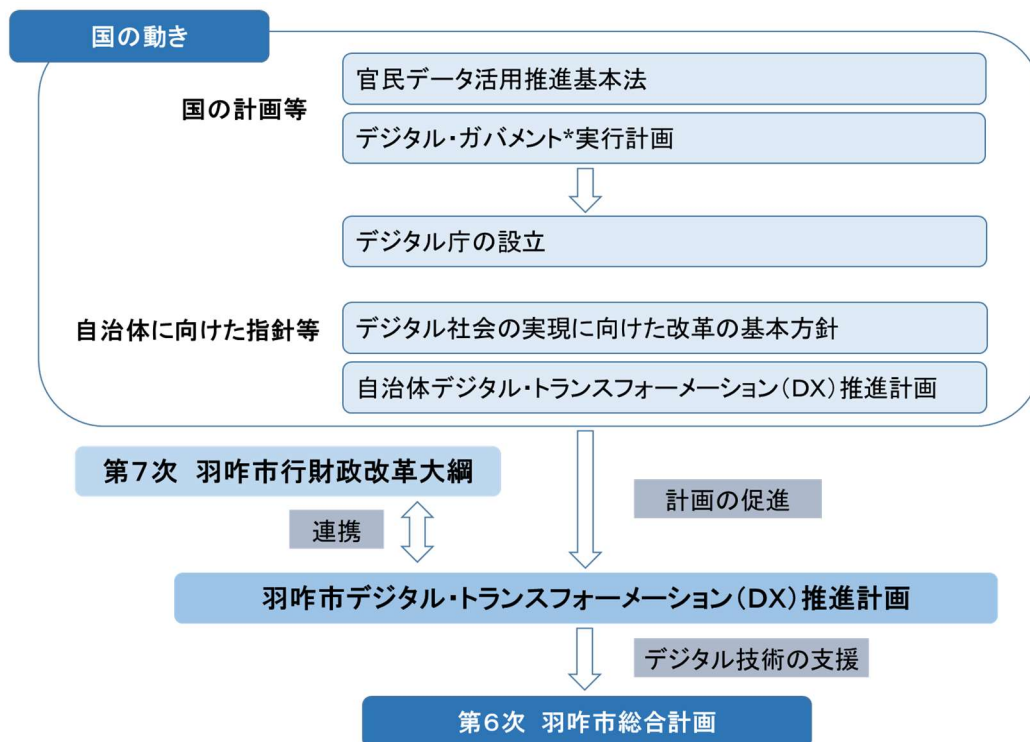 国の動き
国の計画等
官民データ活用推進基本法
デジタル・ガバメント*実行計画
デジタル庁の設立
自治体に向けた指針等
デジタル社会の実現に向けた改革の基本方針
自治体デジタル・トランスフォーメーション(DX)推進計画
第7次 羽咋市行財政改革大綱
計画の促進
連携
羽咋市デジタル・トランスフォーメーション(DX)推進計画
デジタル技術の支援
第6次 羽咋市総合計画